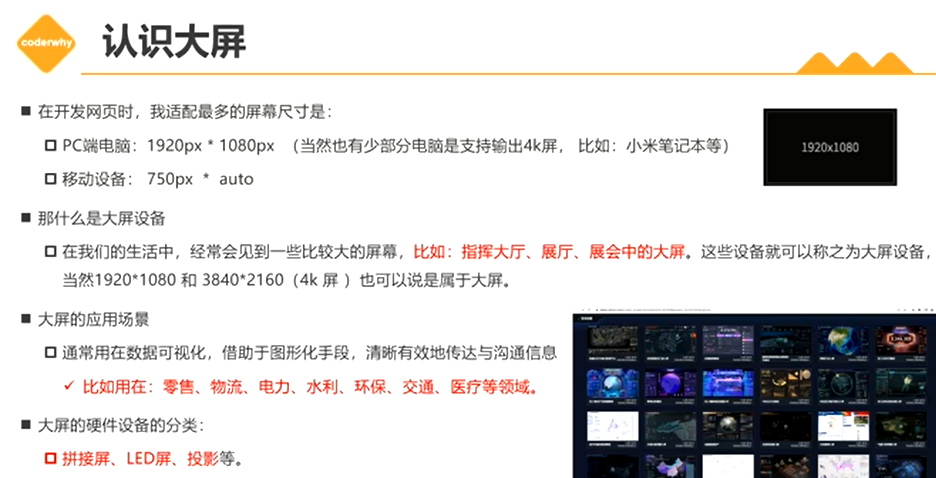 coderwhy
认识大屏
在开发网页时，我适配最多的屏幕尺寸是：
PC端电脑：1920px * 1080px （当然也有少部分电脑是支持输出4k屏， 比如：小米笔记本等）
1920x1080
移动设备： 750px * auto
那什么是大屏设备
在我们的生活中，经常会见到一些比较大的屏幕，比如：指挥大厅、展厅、展会中的大屏。这些设备就可以称之为大屏设备，
当然1920*1080 和 3840*2160（4k 屏 ）也可以说是属于大屏。
大屏的应用场景
通常用在数据可视化，借助于图形化手段，清晰有效地传达与沟通信息
比如用在：零售、物流、电力、水利、环保、交通、医疗等领域。
大屏的硬件设备的分类：
拼接屏、LED屏、投影等。